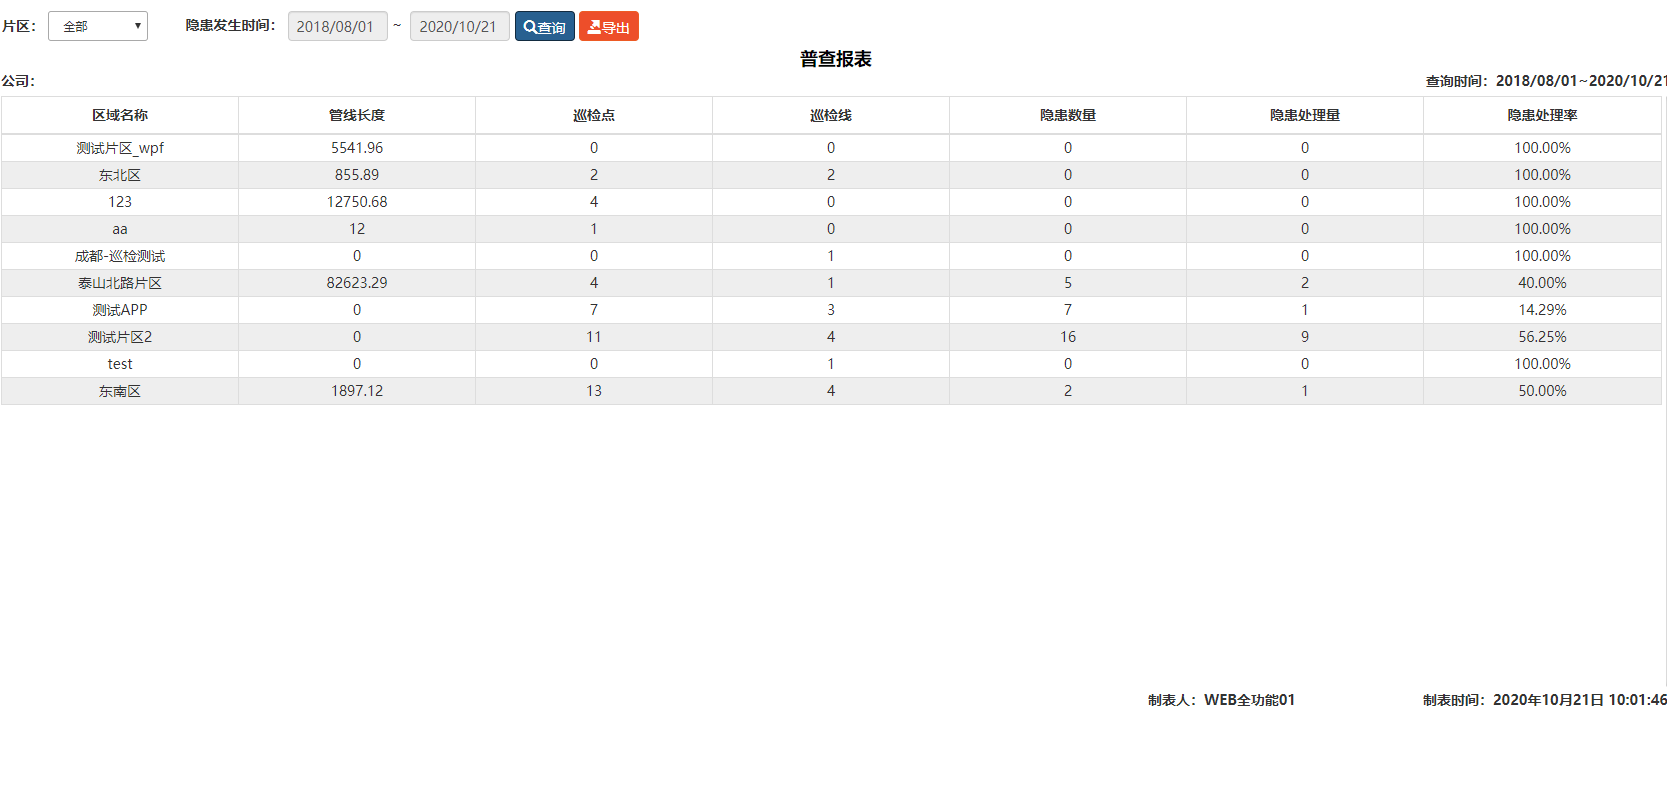 片区： 全部 隐患发生时间： 2018/08/01 ~ 2020/10/21 查询 导出
普查报表
公司： 查询时间：2018/08/01~2020/10/21
区域名称 管线长度 巡检点 巡检线 隐患数量 隐患处理量 隐患处理率
测试片区_wpf 5541.96 0 0 0 0 100.00%
东北区 855.89 2 2 0 0 100.00%
123 12750.68 4 0 0 0 100.00%
aa 12 1 0 0 0 100.00%
成都-巡检测试 0 0 1 0 0 100.00%
泰山北路片区 82623.29 4 1 5 2 40.00%
测试APP 0 7 3 7 1 14.29%
测试片区2 0 11 4 16 9 56.25%
test 0 0 1 0 0 100.00%
东南区 1897.12 13 4 2 1 50.00%
制表人：WEB全功能01 制表时间：2020年10月21日 10:01:46